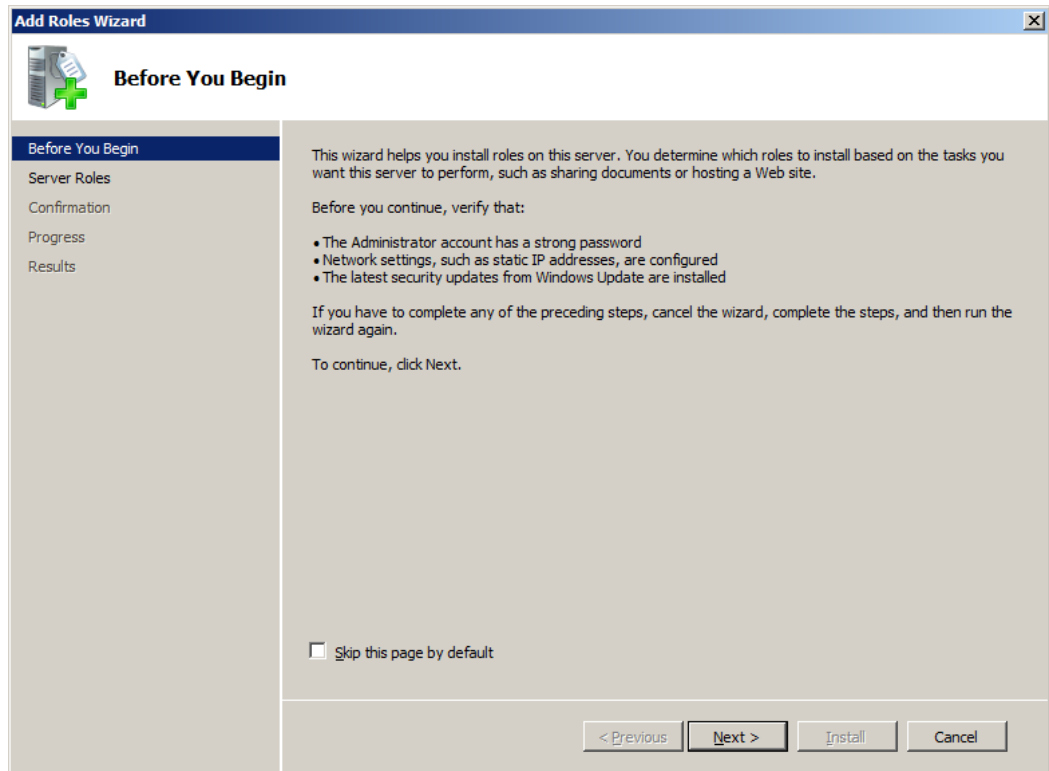 Add Roles Wizard
Before You Begin
Before You Begin
Server Roles
Confirmation
Progress
Results
This wizard helps you install roles on this server. You determine which roles to install based on the tasks you
want this server to perform, such as sharing documents or hosting a Web site.
Before you continue, verify that:
• The Administrator account has a strong password
• Network settings, such as static IP addresses, are configured
• The latest security updates from Windows Update are installed
If you have to complete any of the preceding steps, cancel the wizard, complete the steps, and then run the
wizard again.
To continue, click Next.
Skip this page by default
< Previous Next > Install Cancel